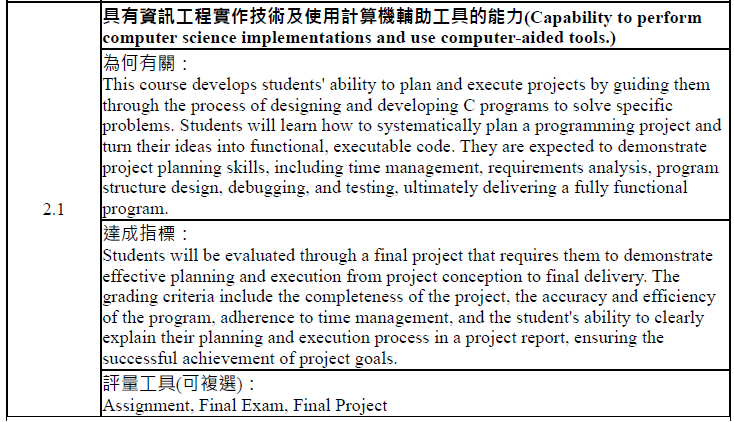 具有資訊工程實作技術及使用計算機輔助工具的能力(Capability to perform
computer science implementations and use computer-aided tools.)
為何有關：
This course develops students' ability to plan and execute projects by guiding them
through the process of designing and developing C programs to solve specific
problems. Students will learn how to systematically plan a programming project and
turn their ideas into functional, executable code. They are expected to demonstrate
project planning skills, including time management, requirements analysis, program
structure design, debugging, and testing, ultimately delivering a fully functional
program.
2.1
達成指標：
Students will be evaluated through a final project that requires them to demonstrate
effective planning and execution from project conception to final delivery. The
grading criteria include the completeness of the project, the accuracy and efficiency
of the program, adherence to time management, and the student's ability to clearly
explain their planning and execution process in a project report, ensuring the
successful achievement of project goals.
評量工具(可複選)：
Assignment, Final Exam, Final Project